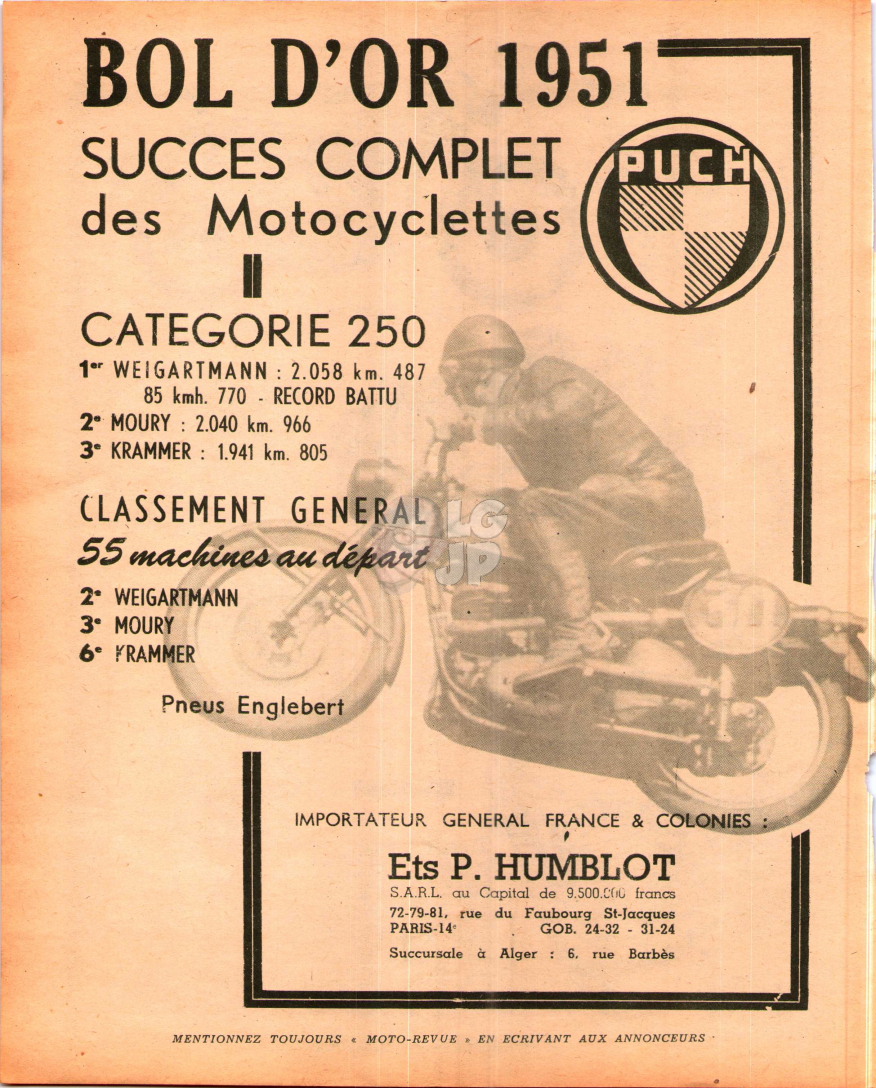 BOL D'OR 1951
SUCCES COMPLET
des Motocyclettes
PUCH
CATEGORIE 250
1er WEIGARTMANN : 2.058 km. 487
85 kmh. 770 - RECORD BATTU
2e MOURY : 2.040 km. 966
3e KRAMMER : 1.941 km. 805
CLASSEMENT GENERAL
55 machines au départ
LG
JP
2e WEIGARTMANN
3e MOURY
6e KRAMMER
Pneus Englebert
IMPORTATEUR GENERAL FRANCE & COLONIES :
Ets P. HUMBLOT
S.A.R.L. au Capital de 9.500.000 francs
72-79-81, rue du Faubourg St-Jacques
PARIS-14e GOB. 24-32 - 31-24
Succursale à Alger : 6, rue Barbès
MENTIONNEZ TOUJOURS « MOTO-REVUE » EN ECRIVANT AUX ANNONCEURS